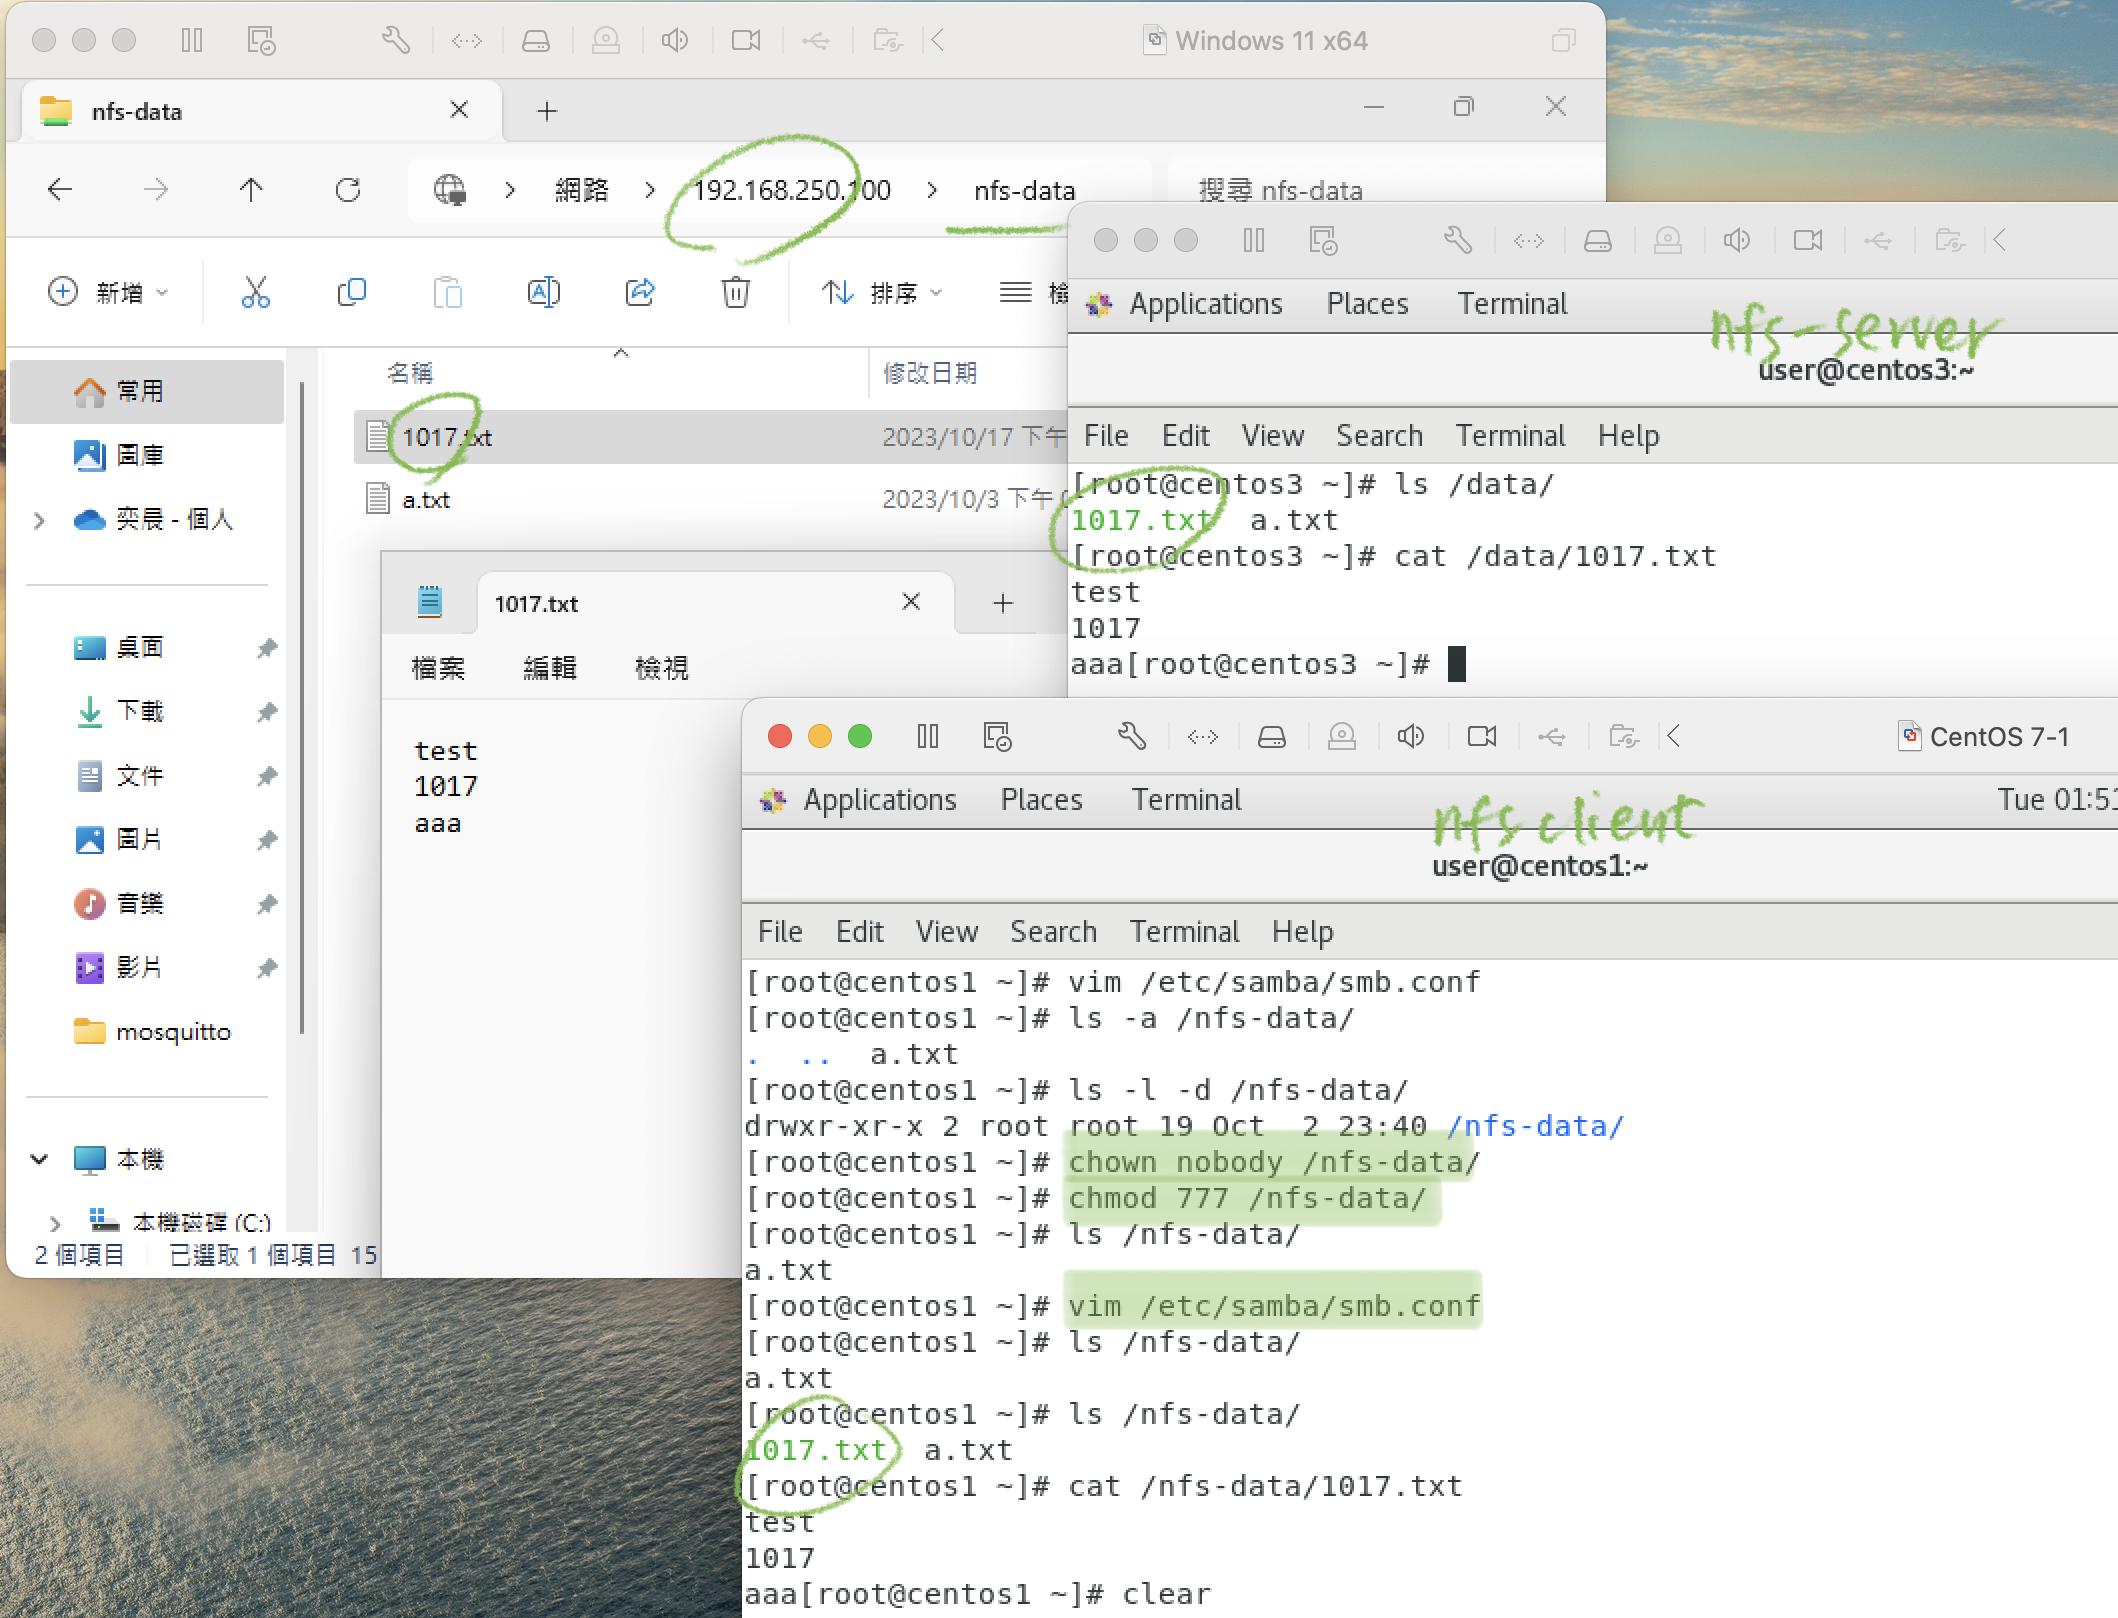 Windows 11 x64
nfs-data
網路
192.168.250.100
nfs-data
搜尋 nfs-data
新增
排序
名稱
修改日期
常用
圖庫
奕晨 - 個人
1017.txt
2023/10/17 下午
a.txt
2023/10/3 下午
桌面
下載
文件
圖片
音樂
影片
mosquitto
本機
本機磁碟 (C:)
2 個項目
已選取 1 個項目 15
1017.txt
檔案 編輯 檢視
test
1017
aaa
Applications Places Terminal
nfs-server
user@centos3:~
File Edit View Search Terminal Help
[root@centos3 ~]# ls /data/
1017.txt a.txt
[root@centos3 ~]# cat /data/1017.txt
test
1017
aaa[root@centos3 ~]#
CentOS 7-1
Applications Places Terminal
Tue 01:51
nfs client
user@centos1:~
File Edit View Search Terminal Help
[root@centos1 ~]# vim /etc/samba/smb.conf
[root@centos1 ~]# ls -a /nfs-data/
. .. a.txt
[root@centos1 ~]# ls -l -d /nfs-data/
drwxr-xr-x 2 root root 19 Oct 2 23:40 /nfs-data/
[root@centos1 ~]# chown nobody /nfs-data/
[root@centos1 ~]# chmod 777 /nfs-data/
[root@centos1 ~]# ls /nfs-data/
a.txt
[root@centos1 ~]# vim /etc/samba/smb.conf
[root@centos1 ~]# ls /nfs-data/
a.txt
[root@centos1 ~]# ls /nfs-data/
1017.txt a.txt
[root@centos1 ~]# cat /nfs-data/1017.txt
test
1017
aaa[root@centos1 ~]# clear